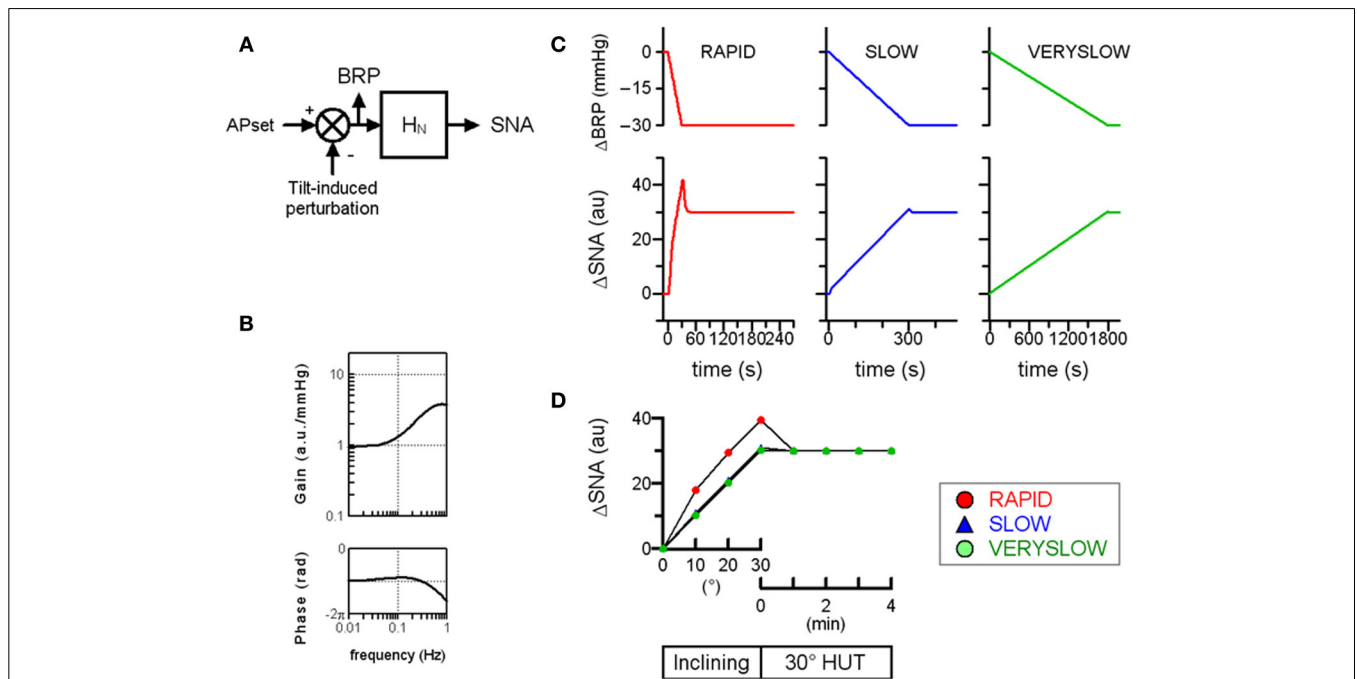 A
BRP
APset
+
-
H_N
SNA
Tilt-induced
perturbation
B
Gain (a.u./mmHg)
10
1
0.1
Phase (rad)
0
-2π
0.01 0.1 1
frequency (Hz)
C
RAPID SLOW VERYSLOW
ΔBRP (mmHg)
0
−15
−30
ΔSNA (au)
40
20
0
0 60 120 180 240
time (s)
0 300
time (s)
0 600 1200 1800
time (s)
D
ΔSNA (au)
40
20
0
0 10 20 30
(°)
0 2 4
(min)
Inclining 30° HUT
RAPID
SLOW
VERYSLOW